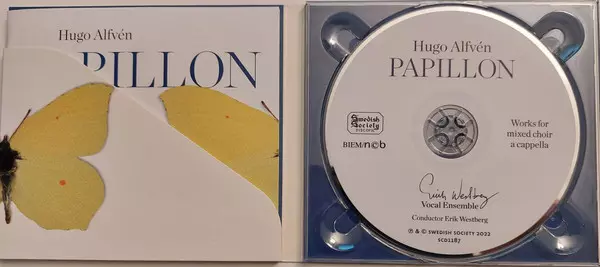 Hugo Alfvén
PILLON
Hugo Alfvén
PAPILLON
Swedish
Society
DISCOFIL
BIEM/n©b
Works for
mixed choir
a cappella
Erik Westberg
Vocal Ensemble
Conductor Erik Westberg
℗ & © SWEDISH SOCIETY 2022
SCD1187